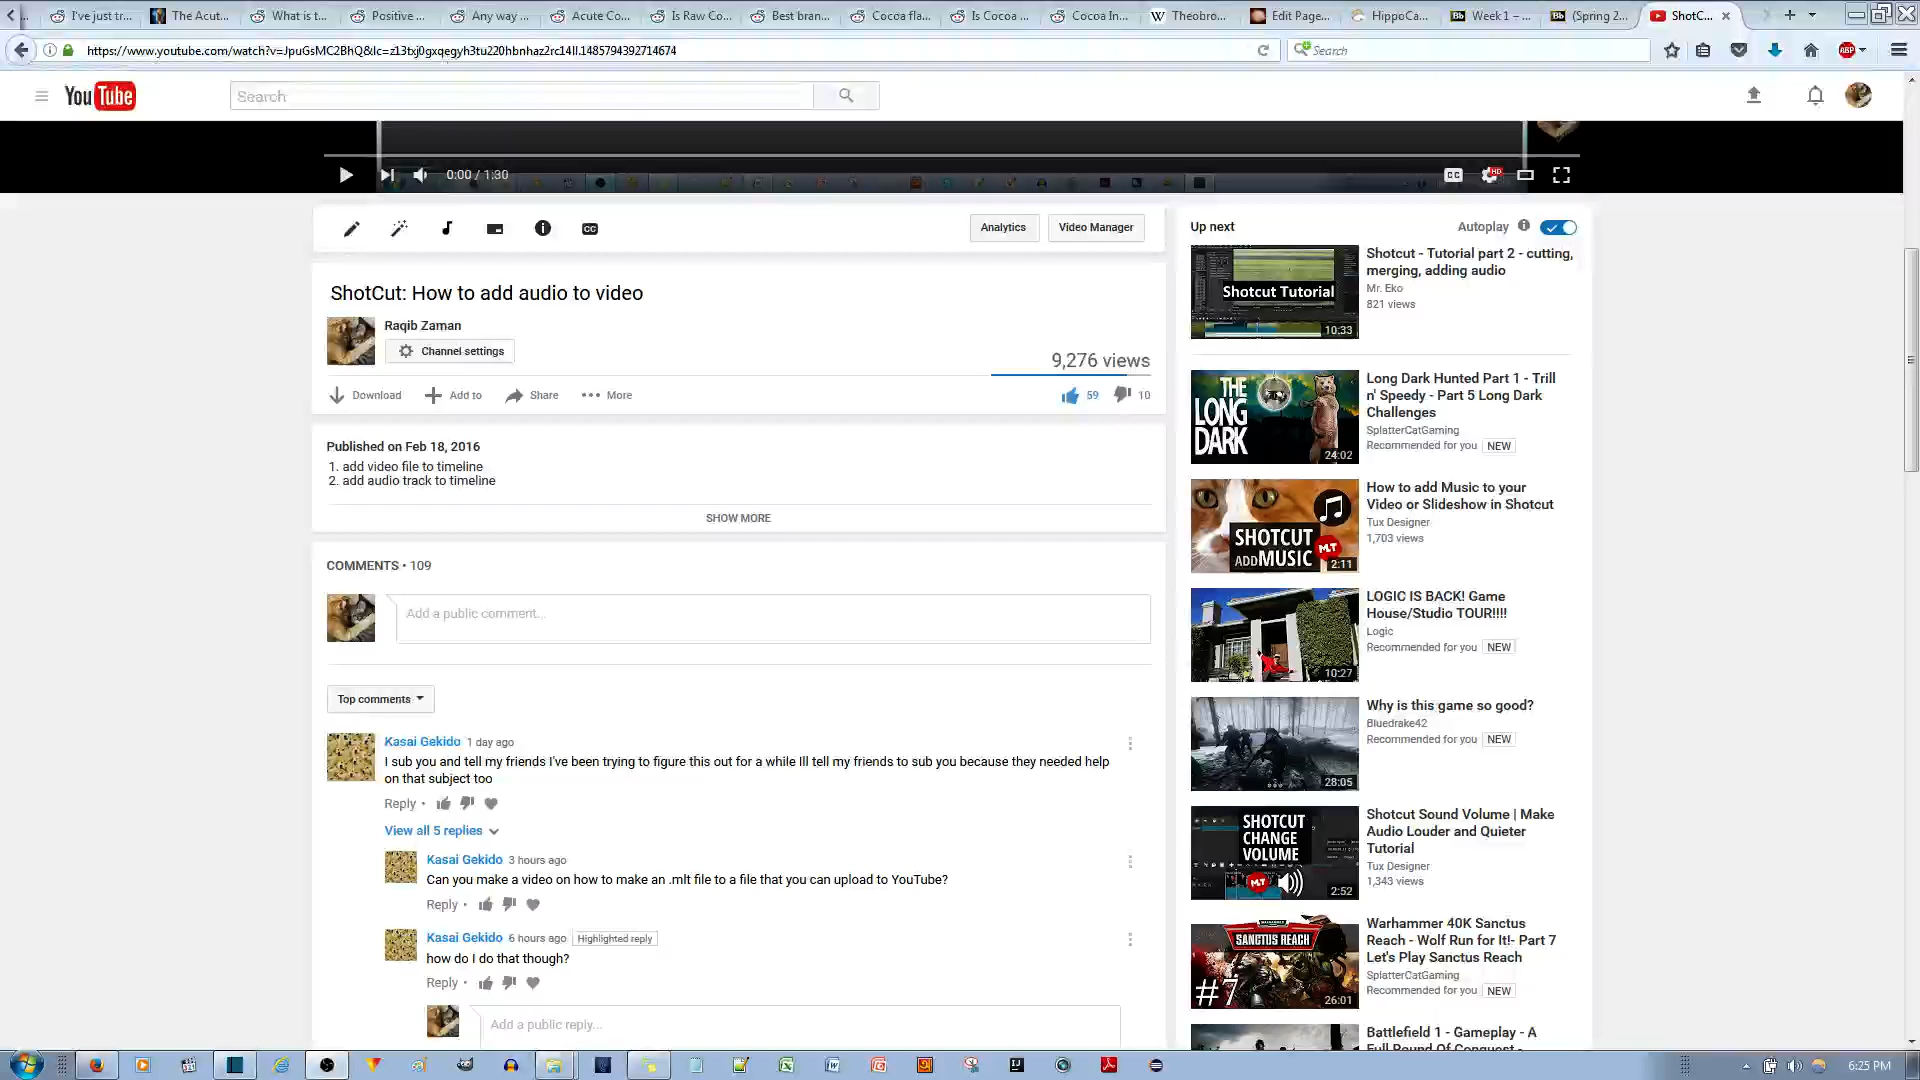 I've just tr...
The Acut...
What is t...
Positive ...
Any way ...
Acute Co...
Is Raw Co...
Best bran...
Cocoa fla...
Is Cocoa ...
Cocoa In...
Theobro...
Edit Page...
HippoCa...
Week 1 – ...
(Spring 2...
ShotC...
https://www.youtube.com/watch?v=JpuGsMC2BhQ&lc=z13txj0gxqegyh3tu220hbnhaz2rc14ll.1485794392714674
Search
YouTube
Search
0:00 / 1:30
CC
HD
CC
Analytics
Video Manager
ShotCut: How to add audio to video
Raqib Zaman
Channel settings
9,276 views
Download
Add to
Share
More
59
10
Published on Feb 18, 2016
1. add video file to timeline
2. add audio track to timeline
SHOW MORE
COMMENTS • 109
Add a public comment...
Top comments
Kasai Gekido 1 day ago
I sub you and tell my friends I've been trying to figure this out for a while Ill tell my friends to sub you because they needed help
on that subject too
Reply •
View all 5 replies
Kasai Gekido 3 hours ago
Can you make a video on how to make an .mlt file to a file that you can upload to YouTube?
Reply •
Kasai Gekido 6 hours ago Highlighted reply
how do I do that though?
Reply •
Add a public reply...
Up next
Autoplay
Shotcut Tutorial
10:33
Shotcut - Tutorial part 2 - cutting,
merging, adding audio
Mr. Eko
821 views
THE
LONG
DARK
24:02
Long Dark Hunted Part 1 - Trill
n' Speedy - Part 5 Long Dark
Challenges
SplatterCatGaming
Recommended for you NEW
SHOTCUT
ADD MUSIC
MLT
2:11
How to add Music to your
Video or Slideshow in Shotcut
Tux Designer
1,703 views
10:27
LOGIC IS BACK! Game
House/Studio TOUR!!!!
Logic
Recommended for you NEW
28:05
Why is this game so good?
Bluedrake42
Recommended for you NEW
SHOTCUT
CHANGE
VOLUME
MLT
2:52
Shotcut Sound Volume | Make
Audio Louder and Quieter
Tutorial
Tux Designer
1,343 views
SANCTUS REACH
#7
26:01
Warhammer 40K Sanctus
Reach - Wolf Run for It!- Part 7
Let's Play Sanctus Reach
SplatterCatGaming
Recommended for you NEW
Battlefield 1 - Gameplay - A
Full Round Of Conquest -
6:25 PM